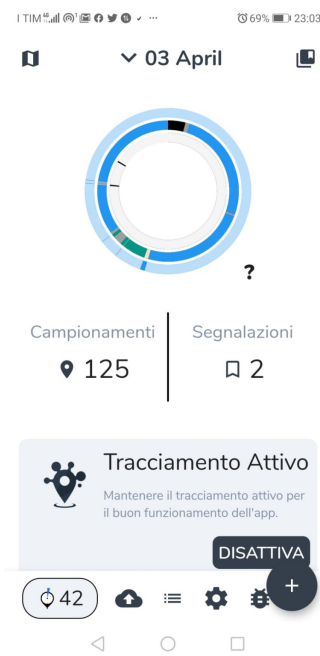 I TIM 69% 23:03
03 April
?
Campionamenti Segnalazioni
125 2
Tracciamento Attivo
Mantenere il tracciamento attivo per
il buon funzionamento dell'app.
DISATTIVA
42 +